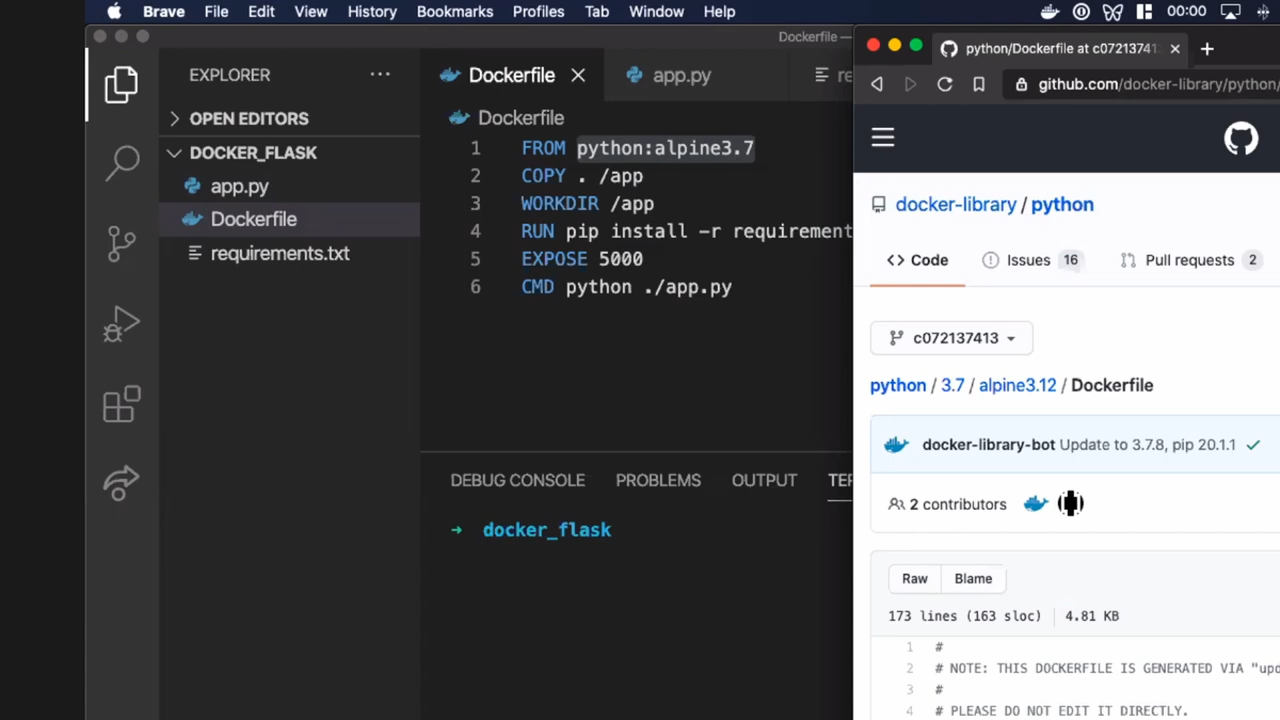 Brave File Edit View History Bookmarks Profiles Tab Window Help 00:00
Dockerfile —
EXPLORER
OPEN EDITORS
DOCKER_FLASK
app.py
Dockerfile
requirements.txt
Dockerfile app.py re
Dockerfile
1 FROM python:alpine3.7
2 COPY . /app
3 WORKDIR /app
4 RUN pip install -r requirement
5 EXPOSE 5000
6 CMD python ./app.py
DEBUG CONSOLE PROBLEMS OUTPUT TE
→ docker_flask
python/Dockerfile at c07213741
github.com/docker-library/python/
docker-library / python
Code Issues 16 Pull requests 2
c072137413
python / 3.7 / alpine3.12 / Dockerfile
docker-library-bot Update to 3.7.8, pip 20.1.1
2 contributors
Raw Blame
173 lines (163 sloc) 4.81 KB
1 #
2 # NOTE: THIS DOCKERFILE IS GENERATED VIA "upd
3 #
4 # PLEASE DO NOT EDIT IT DIRECTLY.